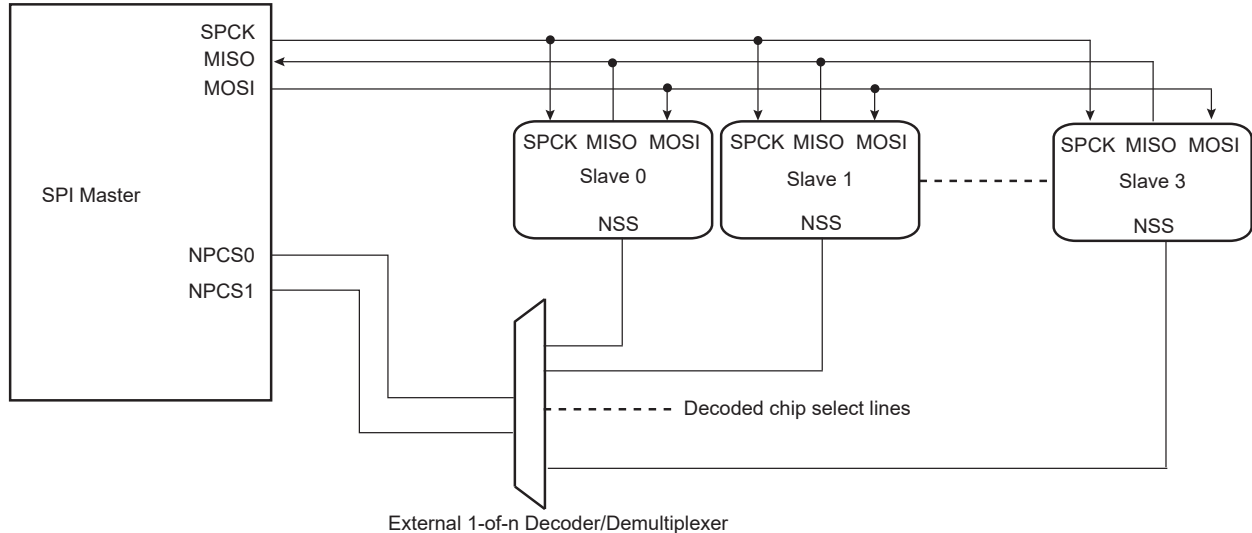 SPCK
MISO
MOSI
SPI Master
NPCS0
NPCS1
SPCK MISO MOSI
Slave 0
NSS
SPCK MISO MOSI
Slave 1
NSS
SPCK MISO MOSI
Slave 3
NSS
Decoded chip select lines
External 1-of-n Decoder/Demultiplexer